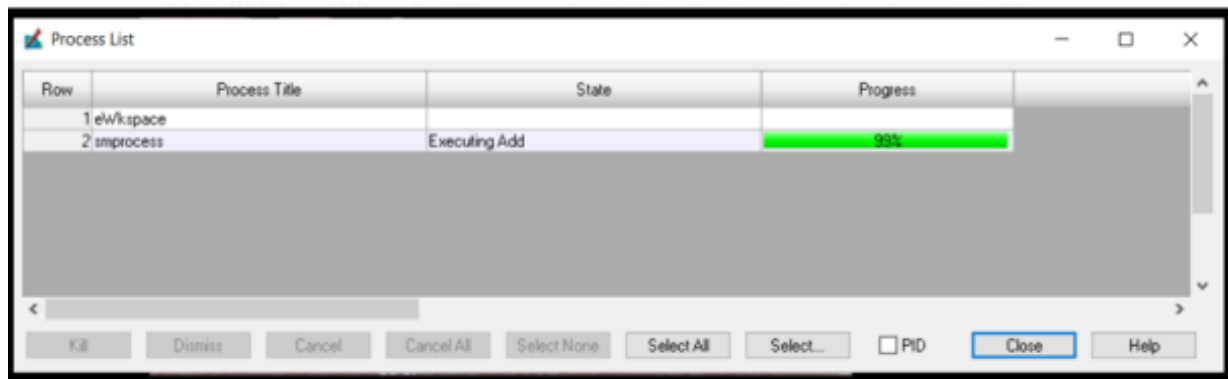 Process List
Row Process Title State Progress
1 eWkspace
2 smprocess Executing Add 99%
Kill Dismiss Cancel Cancel All Select None Select All Select... PID Close Help